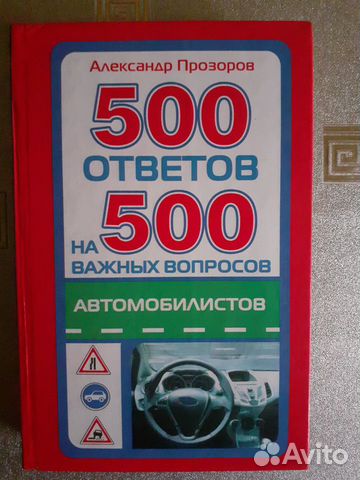 Александр Прозоров
500
ОТВЕТОВ
НА 500
ВАЖНЫХ ВОПРОСОВ
АВТОМОБИЛИСТОВ
Avito